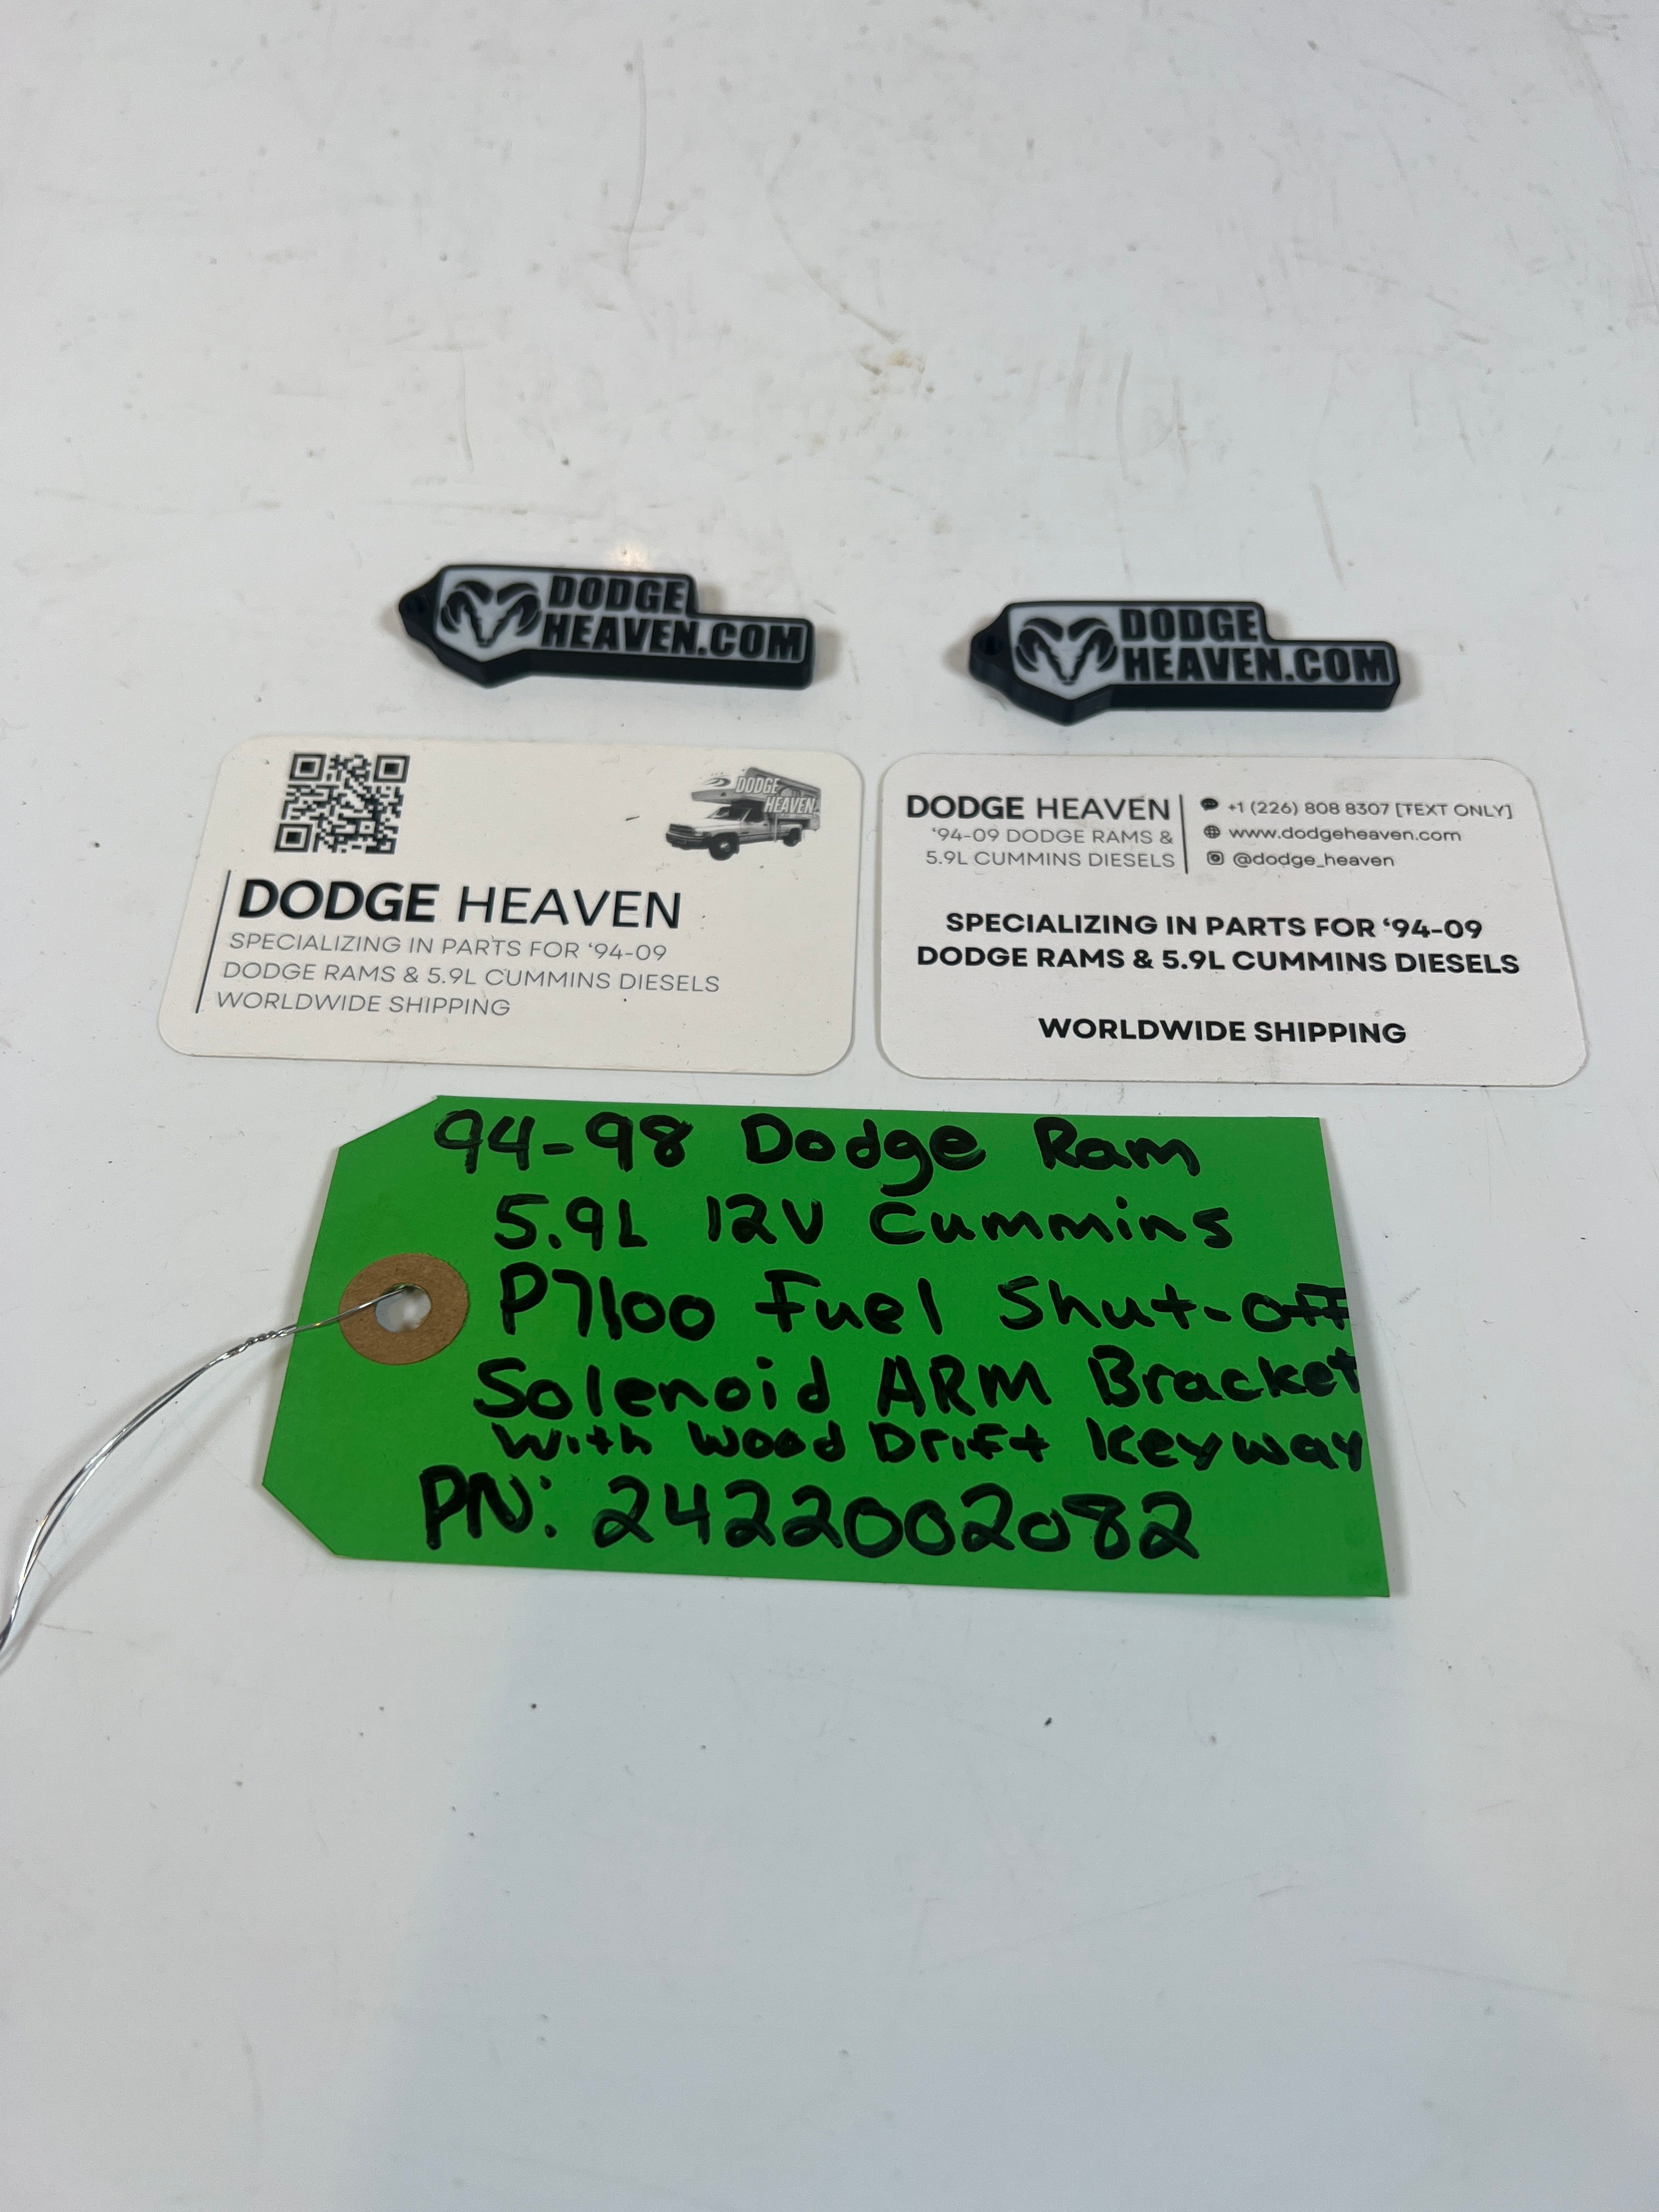 DODGE
HEAVEN.COM
DODGE
HEAVEN.COM
DODGE
HEAVEN
DODGE HEAVEN
SPECIALIZING IN PARTS FOR ‘94-09
DODGE RAMS & 5.9L CUMMINS DIESELS
WORLDWIDE SHIPPING
DODGE HEAVEN
‘94-09 DODGE RAMS &
5.9L CUMMINS DIESELS
+1 (226) 808 8307 [TEXT ONLY]
www.dodgeheaven.com
@dodge_heaven
SPECIALIZING IN PARTS FOR ‘94-09
DODGE RAMS & 5.9L CUMMINS DIESELS
WORLDWIDE SHIPPING
94-98 Dodge Ram
5.9L 12V Cummins
P7100 Fuel Shut-off
Solenoid ARM Bracket
With Wood Drift Keyway
PN: 2422002082